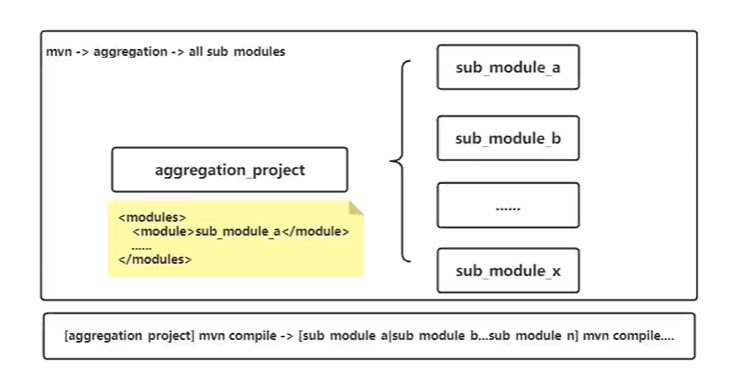 mvn -> aggregation -> all sub modules
sub_module_a
sub_module_b
aggregation_project
......
<modules>
<module>sub_module_a</module>
......
</modules>
sub_module_x
[aggregation project] mvn compile -> [sub module a|sub module b...sub module n] mvn compile....